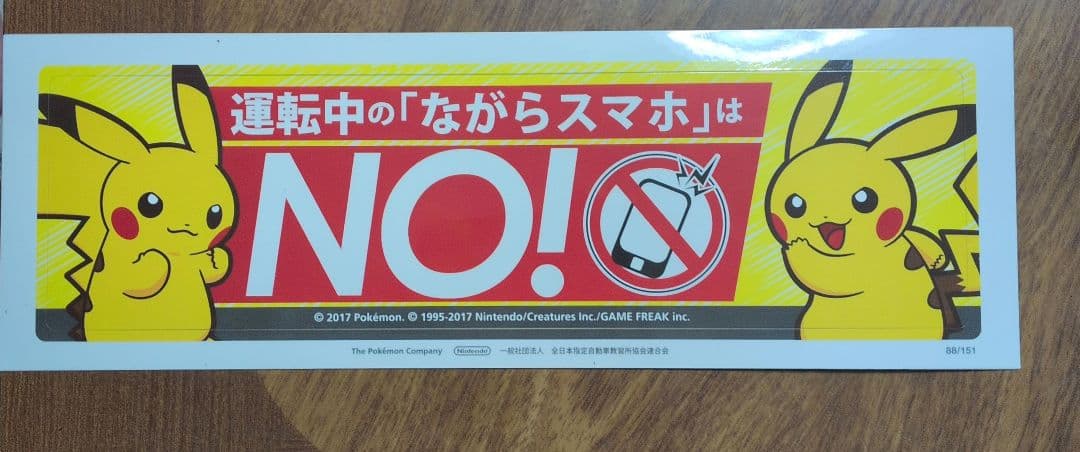 運転中の「ながらスマホ」は
NO!
© 2017 Pokémon. © 1995-2017 Nintendo/Creatures Inc./GAME FREAK inc.
The Pokémon Company Nintendo 一般社団法人 全日本指定自動車教習所協会連合会 88/151